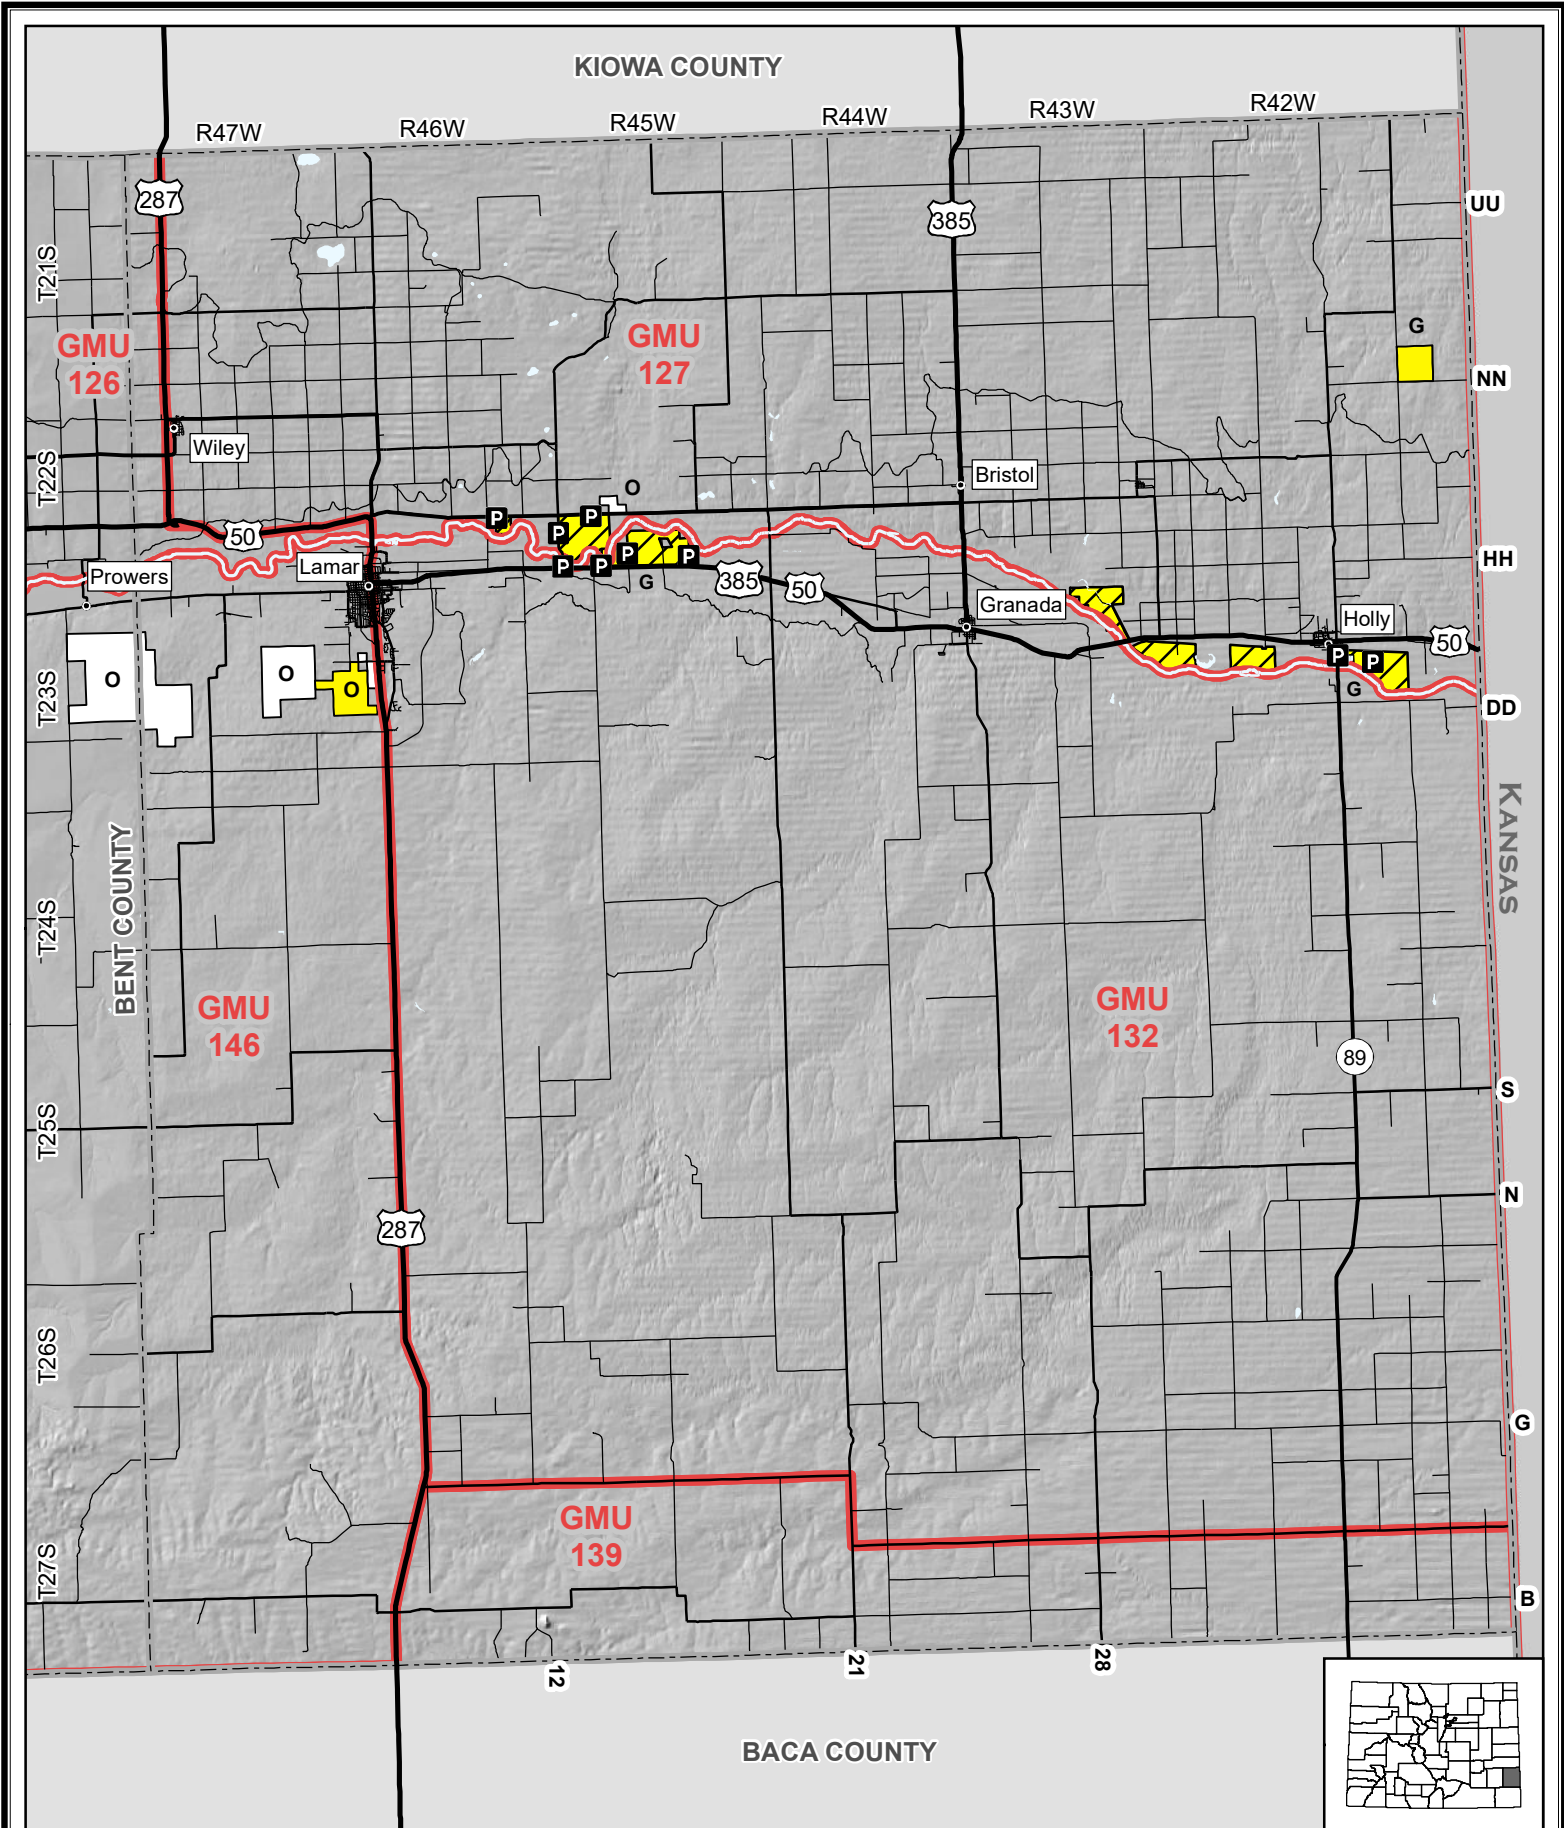 KIOWA COUNTY
R47W
R46W
R45W
R44W
R43W
R42W
287
385
UU
T21S
GMU
126
GMU
127
G
NN
Wiley
T22S
Bristol
O
P
P
P
50
HH
Lamar
P
P
P
P
Prowers
G
385
50
Granada
Holly
50
O
O
O
P
P
G
T23S
DD
KANSAS
BENT COUNTY
T24S
GMU
146
GMU
132
89
S
T25S
N
287
T26S
G
GMU
139
T27S
B
12
21
28
BACA COUNTY